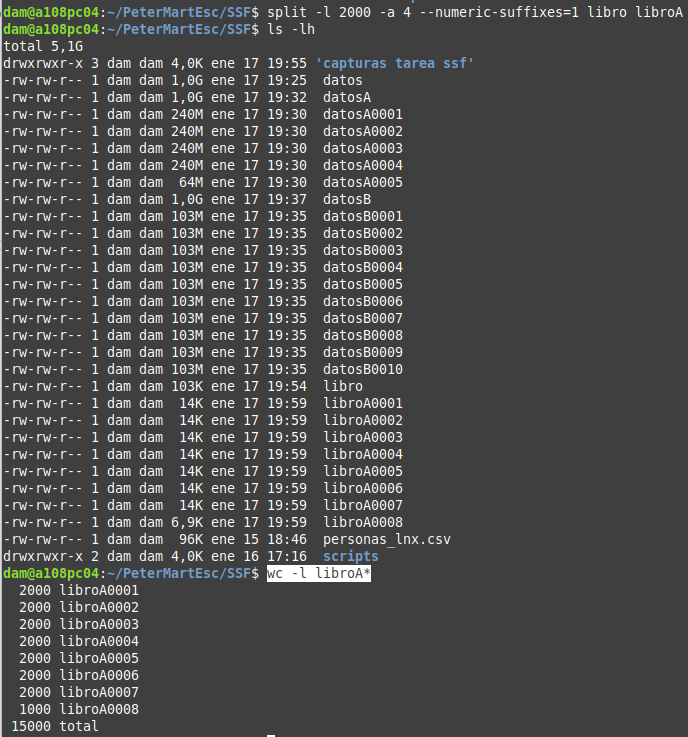 dam@a108pc04:~/PeterMartEsc/SSF$ split -l 2000 -a 4 --numeric-suffixes=1 libro libroA
dam@a108pc04:~/PeterMartEsc/SSF$ ls -lh
total 5,1G
drwxrwxr-x 3 dam dam 4,0K ene 17 19:55 'capturas tarea ssf'
-rw-rw-r-- 1 dam dam 1,0G ene 17 19:25  datos
-rw-rw-r-- 1 dam dam 1,0G ene 17 19:32  datosA
-rw-rw-r-- 1 dam dam 240M ene 17 19:30  datosA0001
-rw-rw-r-- 1 dam dam 240M ene 17 19:30  datosA0002
-rw-rw-r-- 1 dam dam 240M ene 17 19:30  datosA0003
-rw-rw-r-- 1 dam dam 240M ene 17 19:30  datosA0004
-rw-rw-r-- 1 dam dam  64M ene 17 19:30  datosA0005
-rw-rw-r-- 1 dam dam 1,0G ene 17 19:37  datosB
-rw-rw-r-- 1 dam dam 103M ene 17 19:35  datosB0001
-rw-rw-r-- 1 dam dam 103M ene 17 19:35  datosB0002
-rw-rw-r-- 1 dam dam 103M ene 17 19:35  datosB0003
-rw-rw-r-- 1 dam dam 103M ene 17 19:35  datosB0004
-rw-rw-r-- 1 dam dam 103M ene 17 19:35  datosB0005
-rw-rw-r-- 1 dam dam 103M ene 17 19:35  datosB0006
-rw-rw-r-- 1 dam dam 103M ene 17 19:35  datosB0007
-rw-rw-r-- 1 dam dam 103M ene 17 19:35  datosB0008
-rw-rw-r-- 1 dam dam 103M ene 17 19:35  datosB0009
-rw-rw-r-- 1 dam dam 103M ene 17 19:35  datosB0010
-rw-rw-r-- 1 dam dam 103K ene 17 19:54  libro
-rw-rw-r-- 1 dam dam  14K ene 17 19:59  libroA0001
-rw-rw-r-- 1 dam dam  14K ene 17 19:59  libroA0002
-rw-rw-r-- 1 dam dam  14K ene 17 19:59  libroA0003
-rw-rw-r-- 1 dam dam  14K ene 17 19:59  libroA0004
-rw-rw-r-- 1 dam dam  14K ene 17 19:59  libroA0005
-rw-rw-r-- 1 dam dam  14K ene 17 19:59  libroA0006
-rw-rw-r-- 1 dam dam  14K ene 17 19:59  libroA0007
-rw-rw-r-- 1 dam dam 6,9K ene 17 19:59  libroA0008
-rw-rw-r-- 1 dam dam  96K ene 15 18:46  personas_lnx.csv
drwxrwxr-x 2 dam dam 4,0K ene 16 17:16  scripts
dam@a108pc04:~/PeterMartEsc/SSF$ wc -l libroA*
  2000 libroA0001
  2000 libroA0002
  2000 libroA0003
  2000 libroA0004
  2000 libroA0005
  2000 libroA0006
  2000 libroA0007
  1000 libroA0008
 15000 total